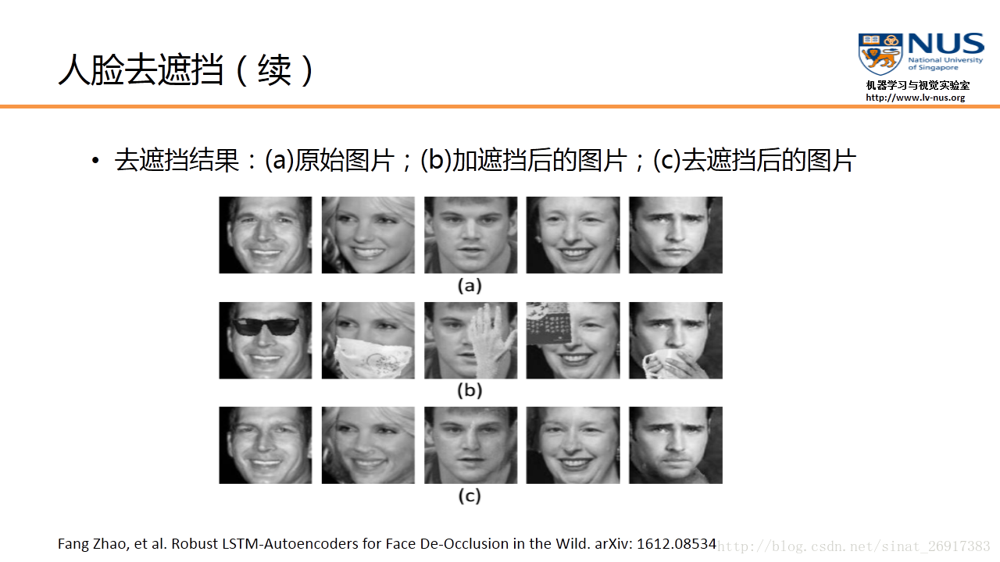 人脸去遮挡（续）
NUS
National University
of Singapore
机器学习与视觉实验室
http://www.lv-nus.org
• 去遮挡结果：(a)原始图片；(b)加遮挡后的图片；(c)去遮挡后的图片
(a)
(b)
(c)
Fang Zhao, et al. Robust LSTM-Autoencoders for Face De-Occlusion in the Wild. arXiv: 1612.08534
http://blog.csdn.net/sinat_26917383